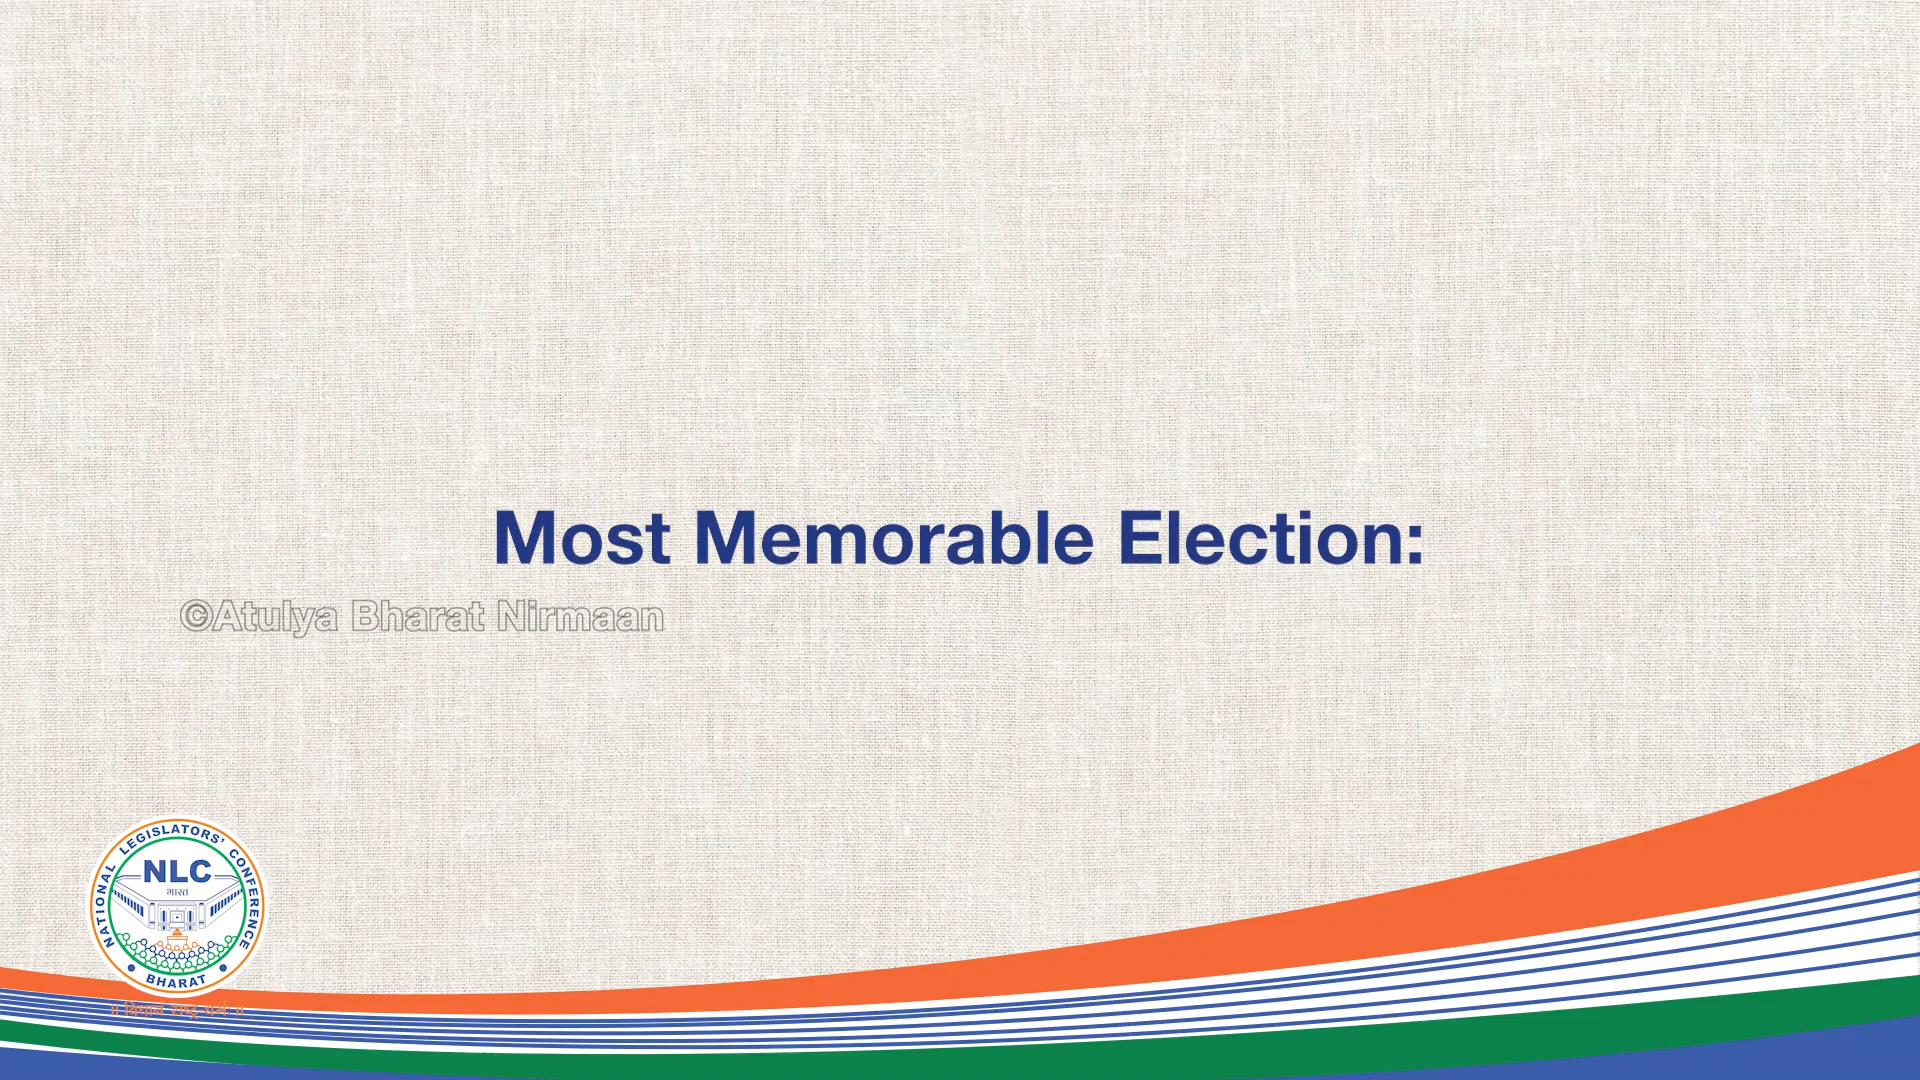 Most Memorable Election:
©Atulya Bharat Nirmaan
NATIONAL LEGISLATORS' CONFERENCE
NLC
भारत
BHARAT